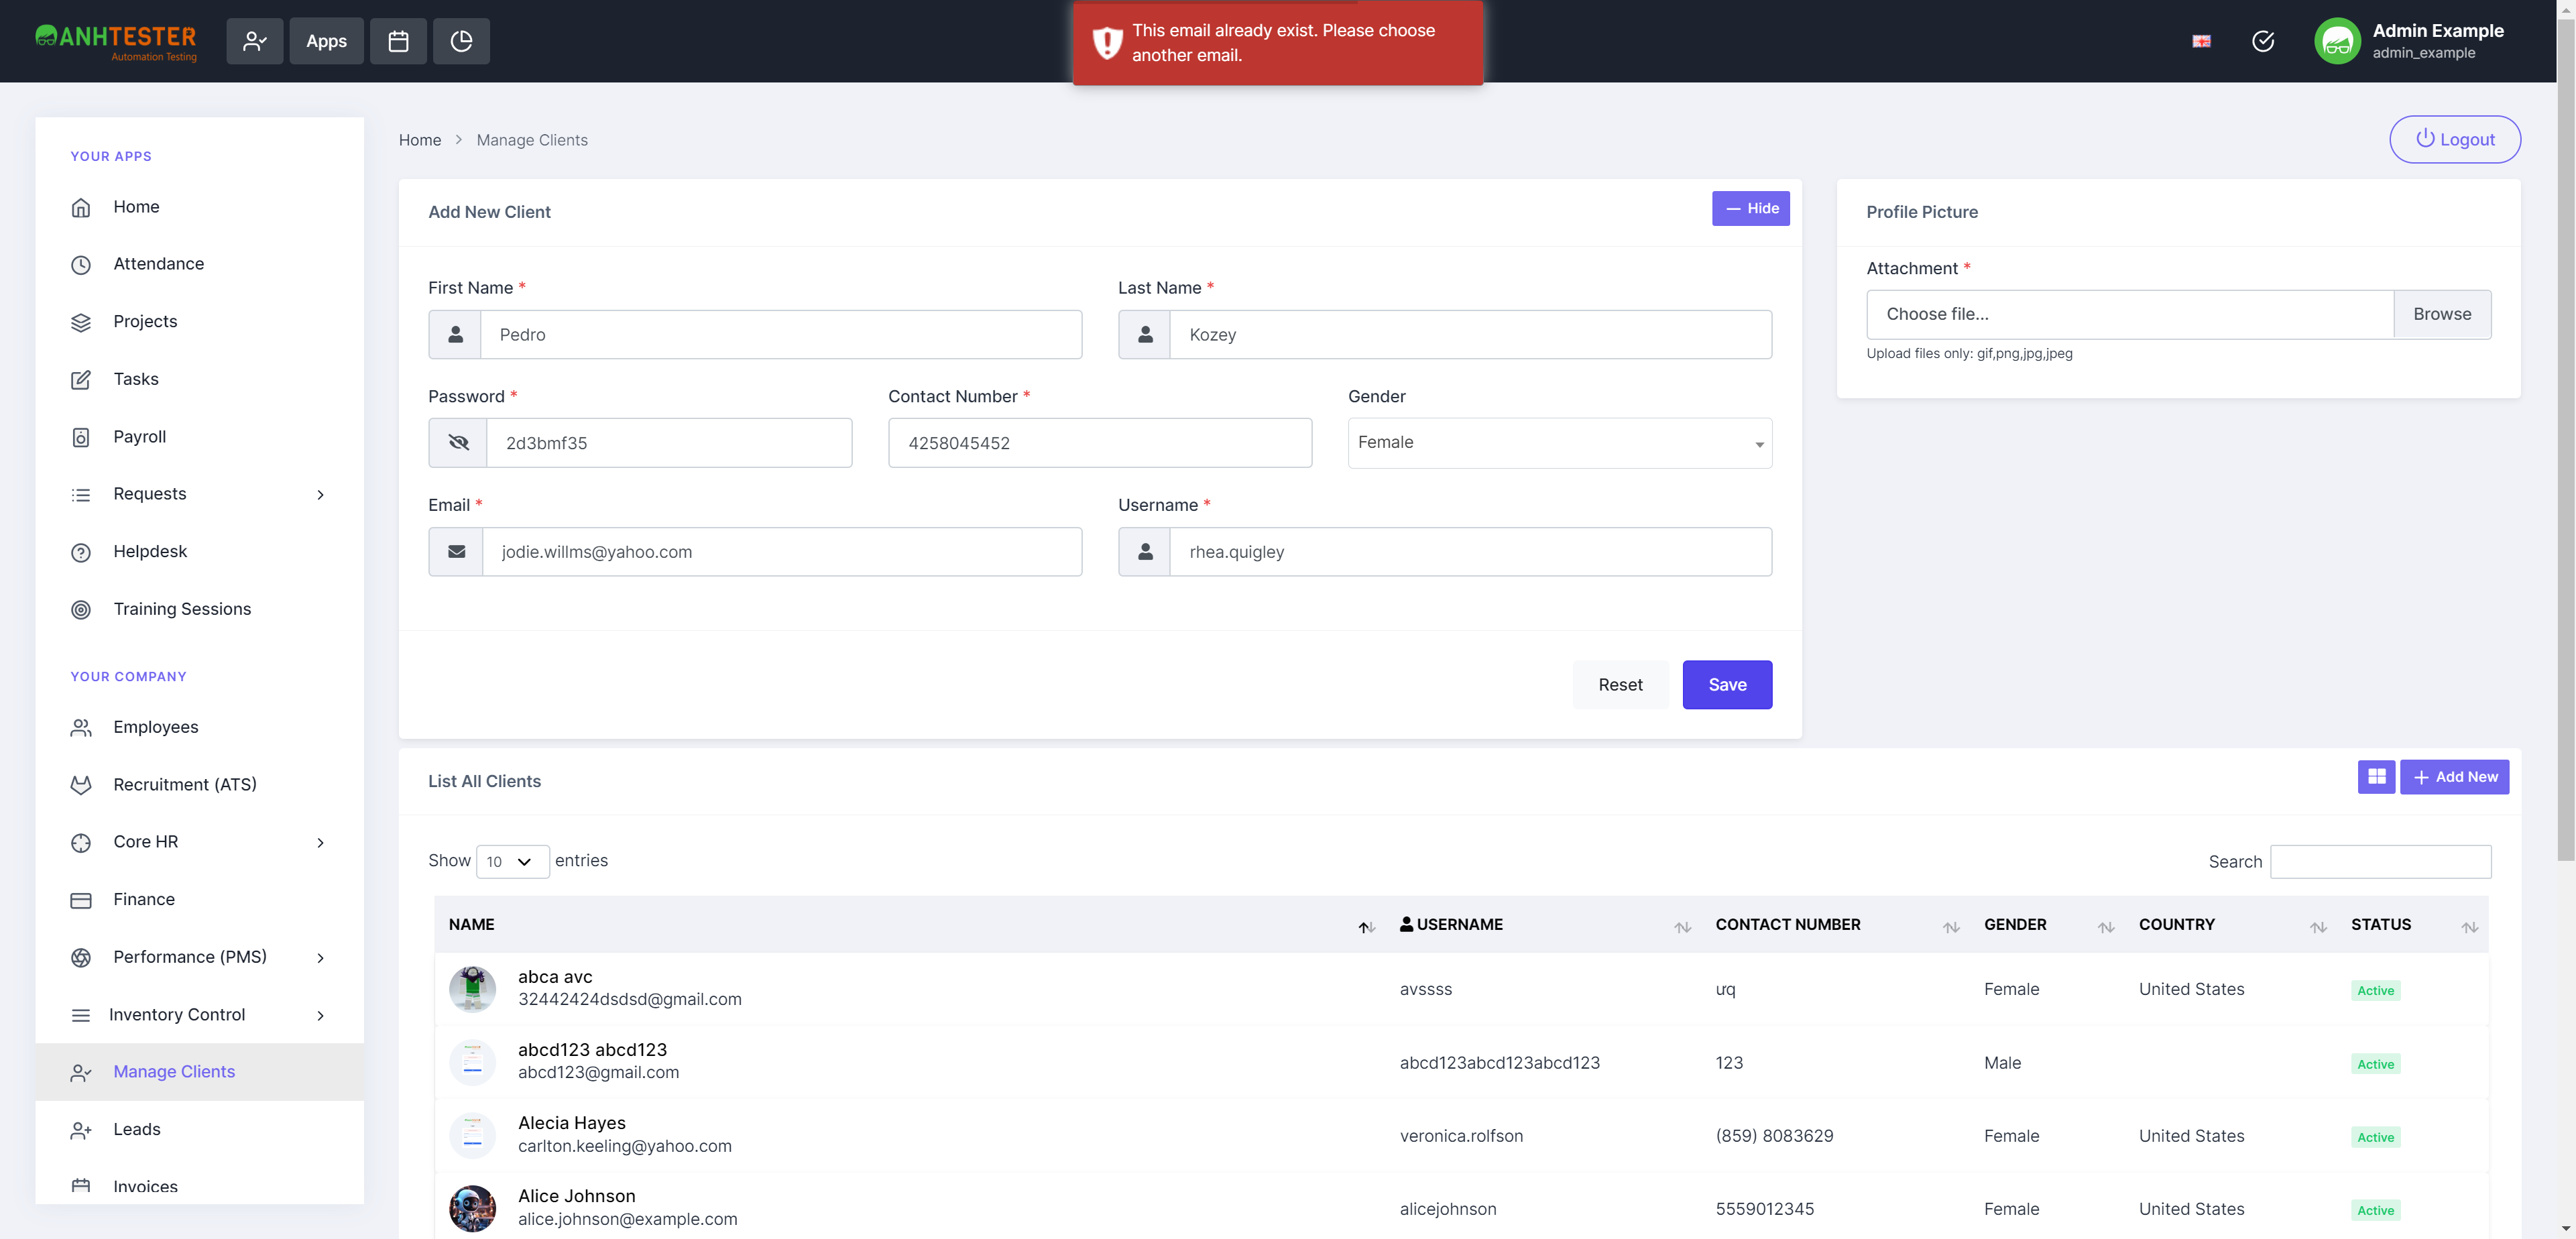 ANHTESTER
Automation Testing
Apps
This email already exist. Please choose
another email.
Admin Example
admin_example
YOUR APPS
Home
Attendance
Projects
Tasks
Payroll
Requests
Helpdesk
Training Sessions
YOUR COMPANY
Employees
Recruitment (ATS)
Core HR
Finance
Performance (PMS)
Inventory Control
Manage Clients
Leads
Invoices
Home > Manage Clients
Logout
Add New Client
Hide
First Name *
Last Name *
Pedro
Kozey
Password *
Contact Number *
Gender
2d3bmf35
4258045452
Female
Email *
Username *
jodie.willms@yahoo.com
rhea.quigley
Reset
Save
Profile Picture
Attachment *
Choose file...
Browse
Upload files only: gif,png,jpg,jpeg
List All Clients
Add New
Show 10 entries
Search
NAME USERNAME CONTACT NUMBER GENDER COUNTRY STATUS
abca avc
32442424dsdsd@gmail.com
avssss ưq Female United States Active
abcd123 abcd123
abcd123@gmail.com
abcd123abcd123abcd123 123 Male Active
Alecia Hayes
carlton.keeling@yahoo.com
veronica.rolfson (859) 8083629 Female United States Active
Alice Johnson
alice.johnson@example.com
alicejohnson 5559012345 Female United States Active